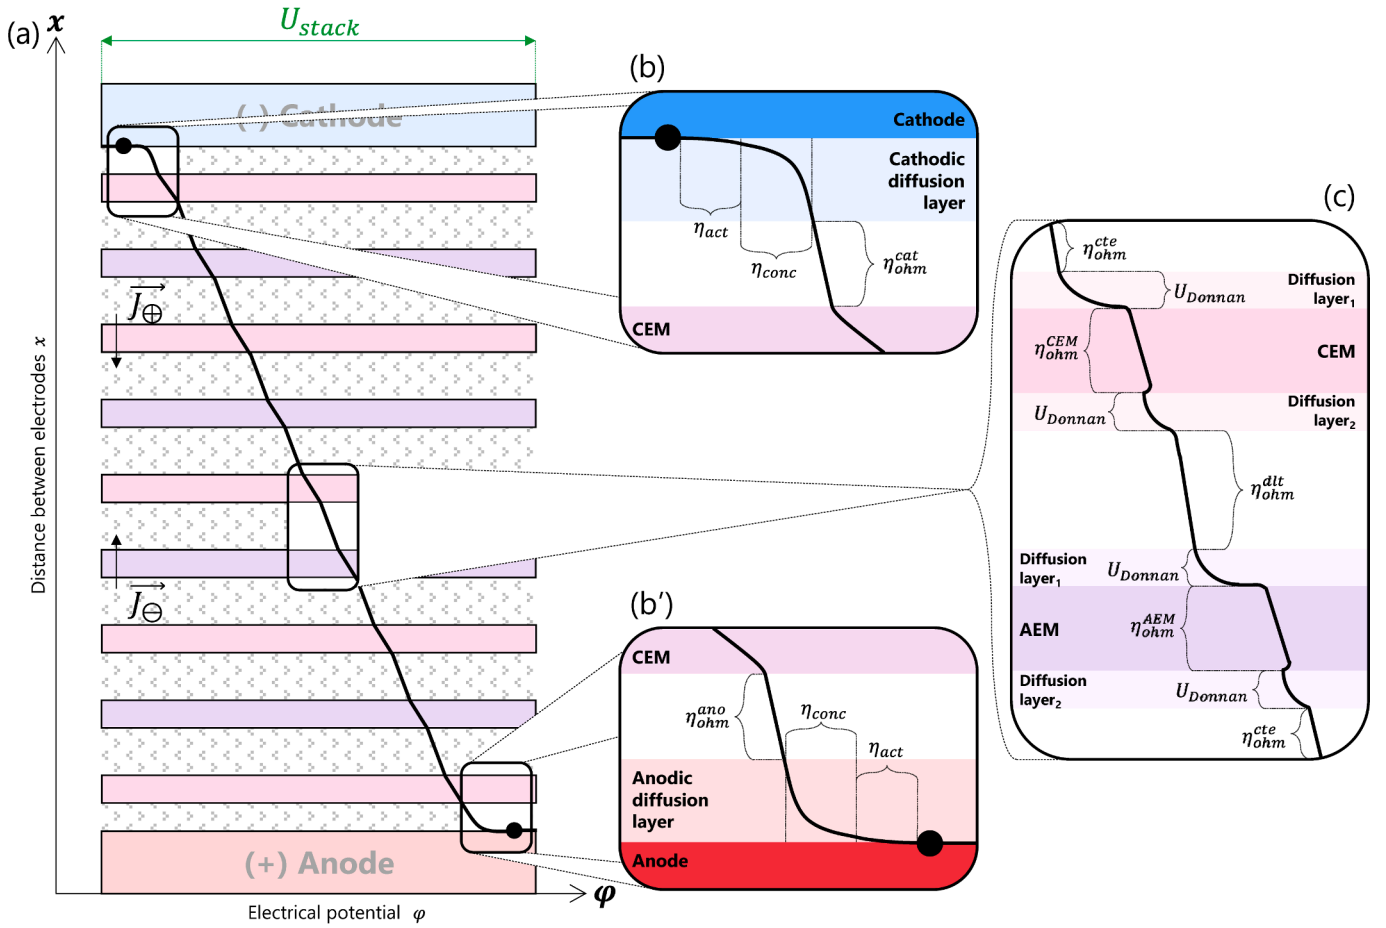 (a)
x
U_stack
(-) Cathode
J_⊕
J_⊖
(+) Anode
Distance between electrodes x
Electrical potential φ
φ
(b)
Cathode
Cathodic
diffusion
layer
η_act
η_conc
η_ohm^cat
CEM
(b’)
CEM
η_ohm^ano
η_conc
η_act
Anodic
diffusion
layer
Anode
(c)
η_ohm^cte
U_Donnan
Diffusion
layer₁
η_ohm^CEM
CEM
U_Donnan
Diffusion
layer₂
η_ohm^dlt
Diffusion
layer₁
U_Donnan
AEM
η_ohm^AEM
Diffusion
layer₂
U_Donnan
η_ohm^cte